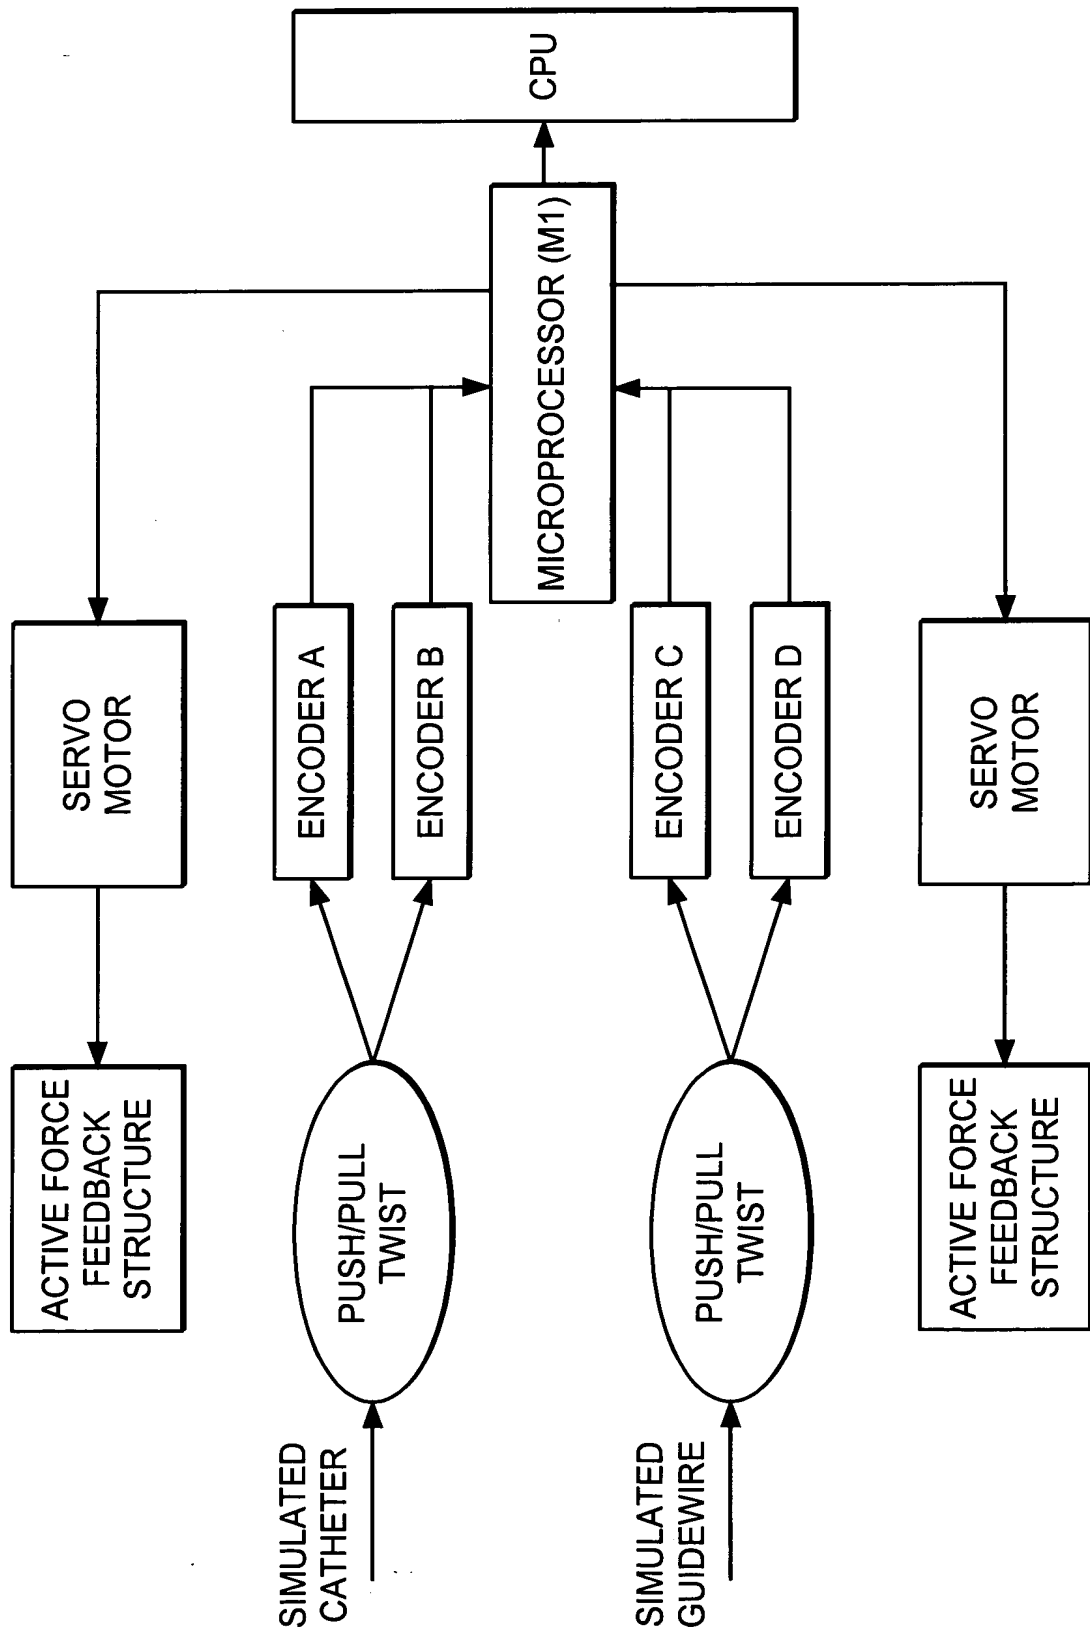 ACTIVE FORCE
FEEDBACK
STRUCTURE
SERVO
MOTOR
SIMULATED
CATHETER
PUSH/PULL
TWIST
ENCODER A
ENCODER B
MICROPROCESSOR (M1)
CPU
SIMULATED
GUIDEWIRE
PUSH/PULL
TWIST
ENCODER C
ENCODER D
ACTIVE FORCE
FEEDBACK
STRUCTURE
SERVO
MOTOR